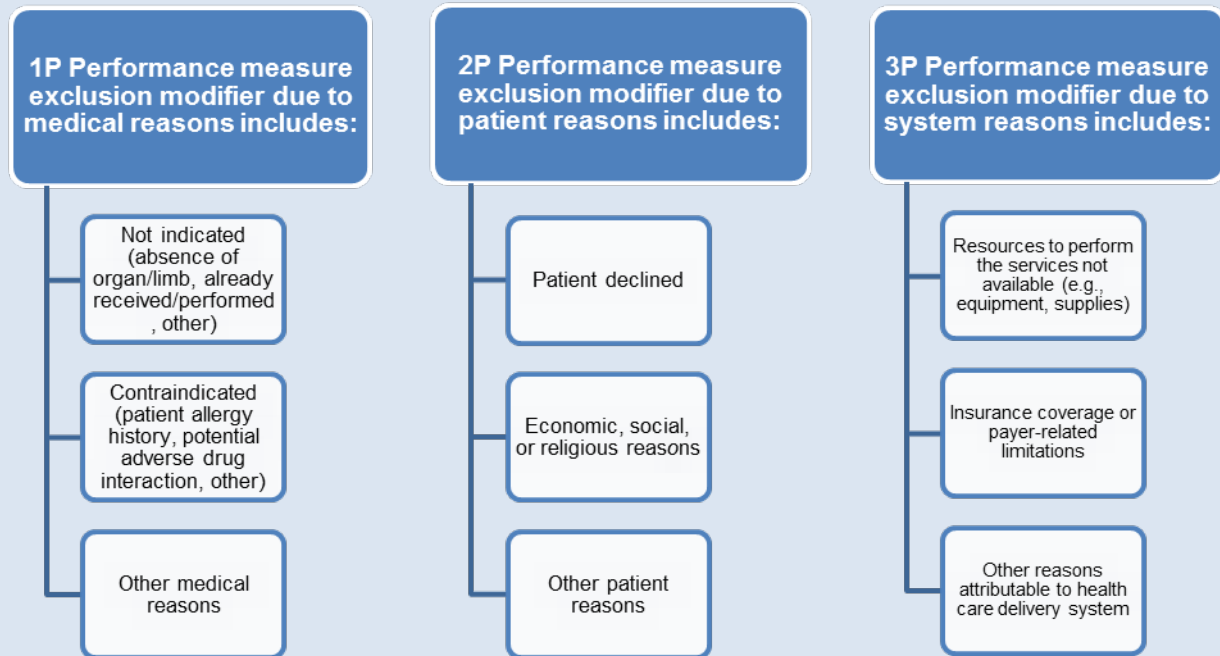 1P Performance measure
exclusion modifier due to
medical reasons includes:
Not indicated
(absence of
organ/limb, already
received/performed
, other)
Contraindicated
(patient allergy
history, potential
adverse drug
interaction, other)
Other medical
reasons
2P Performance measure
exclusion modifier due to
patient reasons includes:
Patient declined
Economic, social,
or religious reasons
Other patient
reasons
3P Performance measure
exclusion modifier due to
system reasons includes:
Resources to perform
the services not
available (e.g.,
equipment, supplies)
Insurance coverage or
payer-related
limitations
Other reasons
attributable to health
care delivery system